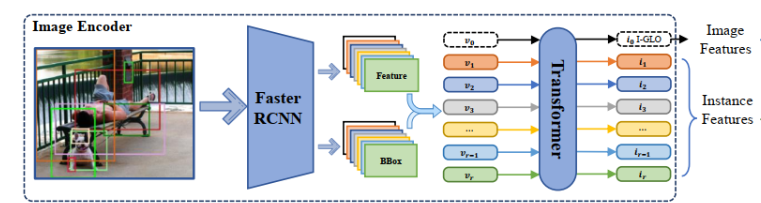 Image Encoder
Faster
RCNN
Feature
BBox
v₀
v₁
v₂
v₃
...
vᵣ₋₁
vᵣ
Transformer
i₀ I-GLO
i₁
i₂
i₃
...
iᵣ₋₁
iᵣ
Image
Features
Instance
Features